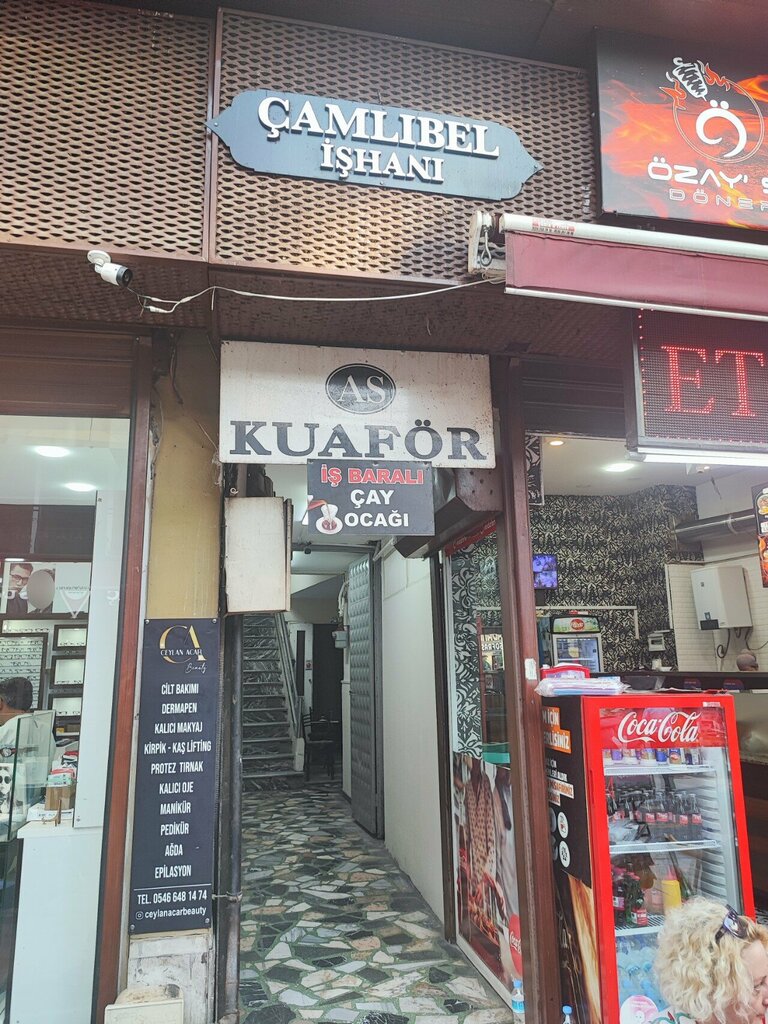 ÇAMLIBEL
İŞHANI
ÖZAY'
DÖNER
AS
KUAFÖR
İŞ BARALI
ÇAY
OCAĞI
ET
CA
CEYLAN ACAR
Beauty
CİLT BAKIMI
DERMAPEN
KALICI MAKYAJ
KİRPİK - KAŞ LİFTİNG
PROTEZ TIRNAK
KALICI OJE
MANİKÜR
PEDİKÜR
AĞDA
EPİLASYON
TEL. 0546 648 14 74
ceylanacarbeauty
Coca-Cola